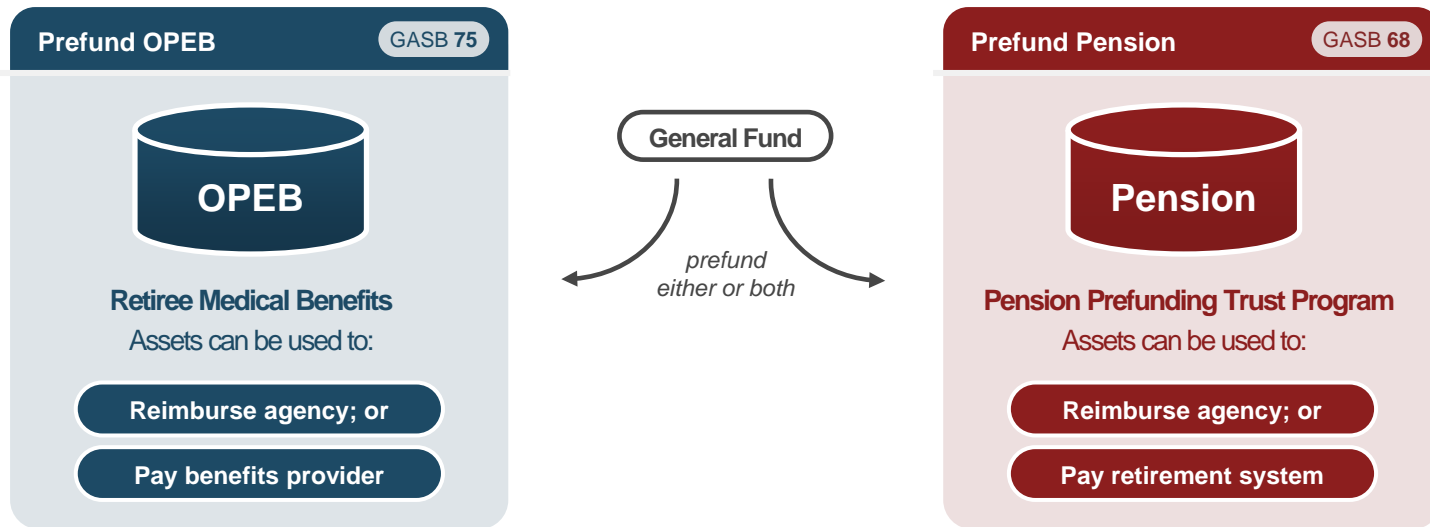 Prefund OPEB
GASB 75
OPEB
Retiree Medical Benefits
Assets can be used to:
Reimburse agency; or
Pay benefits provider
General Fund
prefund
either or both
Prefund Pension
GASB 68
Pension
Pension Prefunding Trust Program
Assets can be used to:
Reimburse agency; or
Pay retirement system